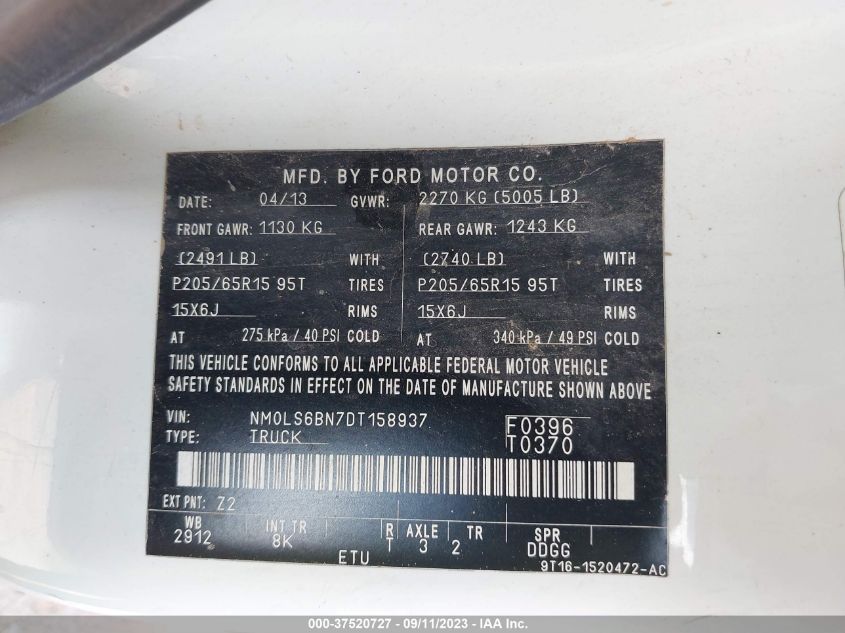 MFD. BY FORD MOTOR CO.
DATE: 04/13 GVWR: 2270 KG (5005 LB)
FRONT GAWR: 1130 KG REAR GAWR: 1243 KG
(2491 LB) WITH (2740 LB) WITH
P205/65R15 95T TIRES P205/65R15 95T TIRES
15X6J RIMS 15X6J RIMS
AT 275 kPa / 40 PSI COLD AT 340 kPa / 49 PSI COLD
THIS VEHICLE CONFORMS TO ALL APPLICABLE FEDERAL MOTOR VEHICLE
SAFETY STANDARDS IN EFFECT ON THE DATE OF MANUFACTURE SHOWN ABOVE
VIN: NM0LS6BN7DT158937 F0396
TYPE: TRUCK T0370
EXT PNT: Z2
WB INT TR R AXLE TR SPR
2912 8K T 3 2 DDGG
ETU 9T16-1520472-AC
000-37520727 - 09/11/2023 - © IAA, Inc.